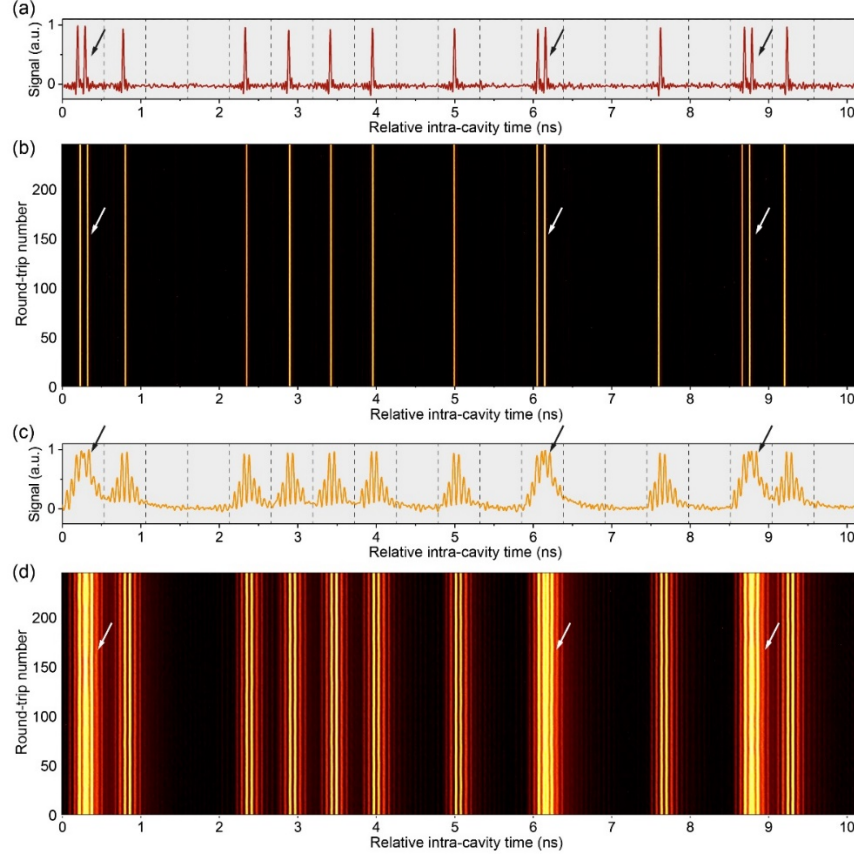 (a)
Signal (a.u.)
1
0
0 1 2 3 4 5 6 7 8 9 10
Relative intra-cavity time (ns)
(b)
Round-trip number
200
150
100
50
0
0 1 2 3 4 5 6 7 8 9 10
Relative intra-cavity time (ns)
(c)
Signal (a.u.)
1
0
0 1 2 3 4 5 6 7 8 9 10
Relative intra-cavity time (ns)
(d)
Round-trip number
200
150
100
50
0
0 1 2 3 4 5 6 7 8 9 10
Relative intra-cavity time (ns)